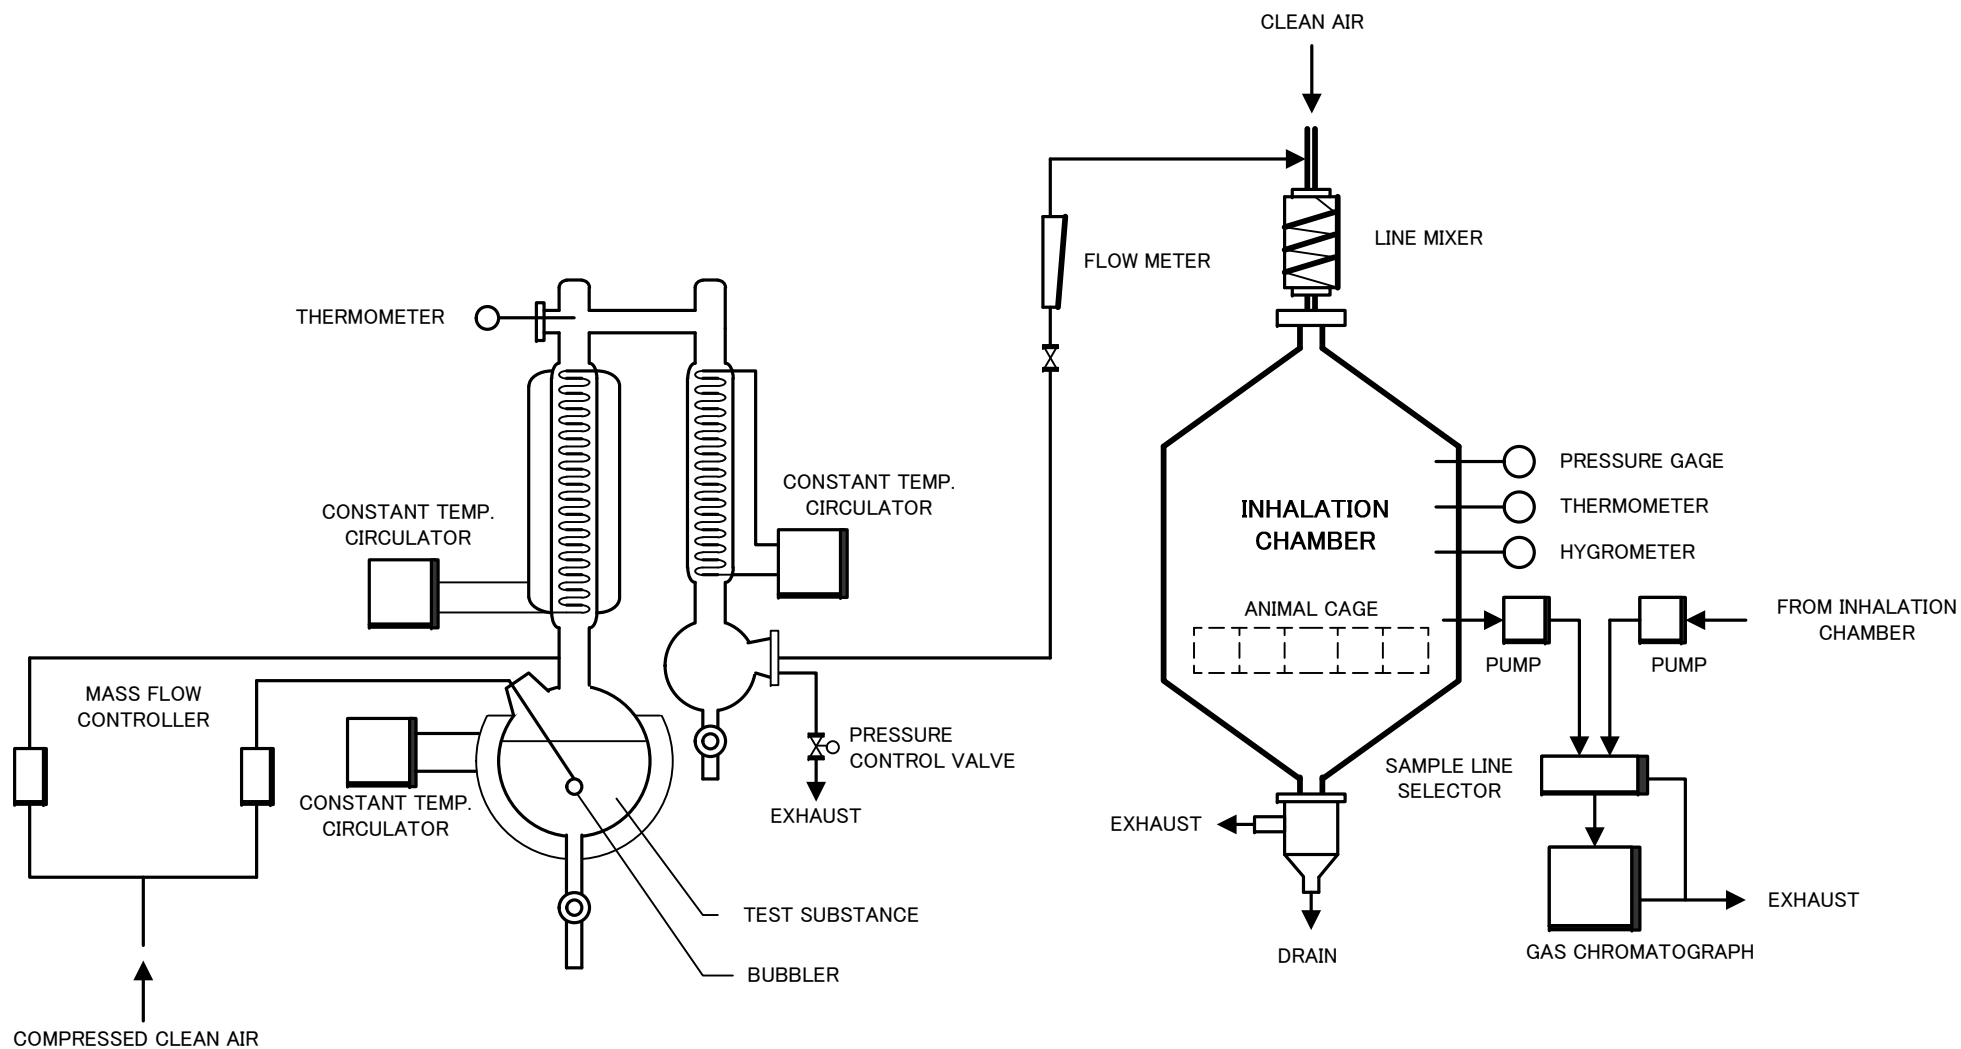 CLEAN AIR
LINE MIXER
FLOW METER
THERMOMETER
CONSTANT TEMP.
CIRCULATOR
CONSTANT TEMP.
CIRCULATOR
MASS FLOW
CONTROLLER
CONSTANT TEMP.
CIRCULATOR
PRESSURE
CONTROL VALVE
EXHAUST
TEST SUBSTANCE
BUBBLER
COMPRESSED CLEAN AIR
INHALATION
CHAMBER
ANIMAL CAGE
PRESSURE GAGE
THERMOMETER
HYGROMETER
PUMP
PUMP
FROM INHALATION
CHAMBER
SAMPLE LINE
SELECTOR
EXHAUST
DRAIN
EXHAUST
GAS CHROMATOGRAPH